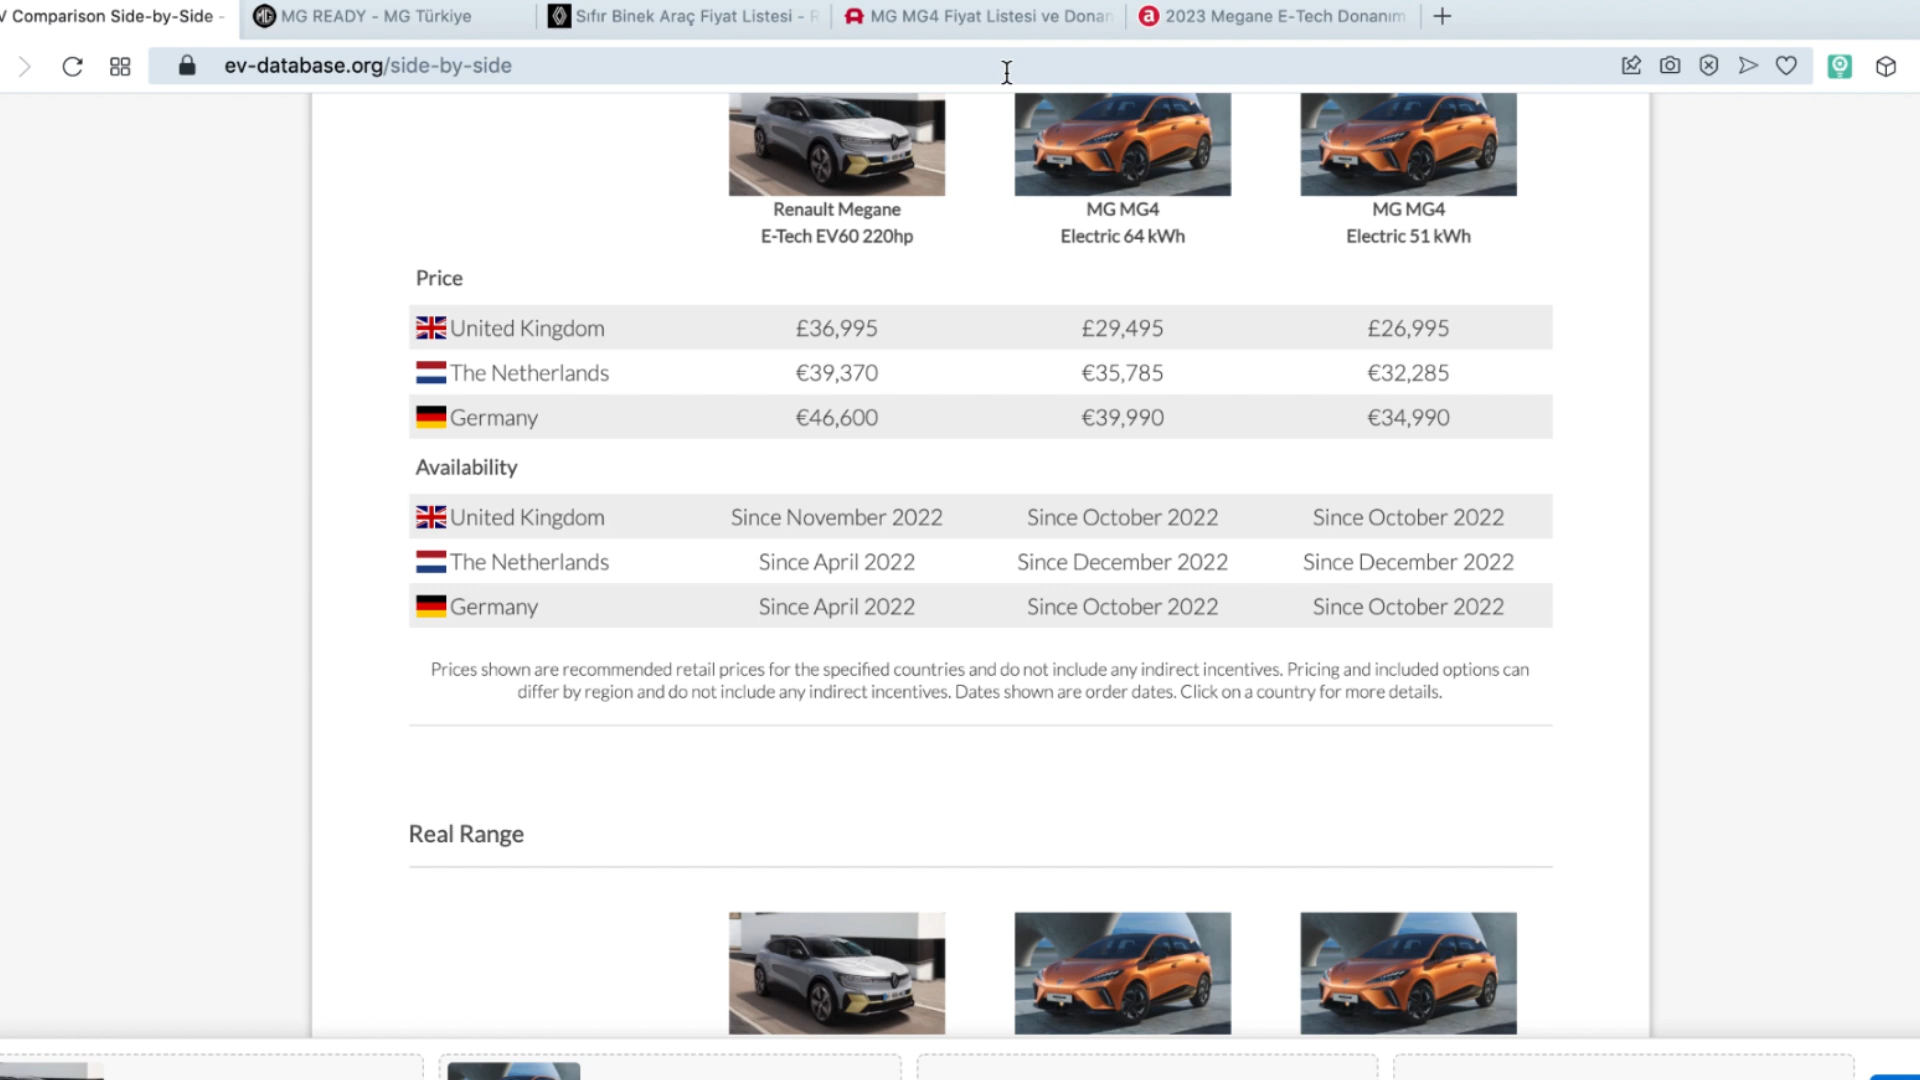 V Comparison Side-by-Side -
MG READY - MG Türkiye
Sıfır Binek Araç Fiyat Listesi - R
MG MG4 Fiyat Listesi ve Donan
2023 Megane E-Tech Donanım
ev-database.org/side-by-side
Renault Megane
E-Tech EV60 220hp
MG MG4
Electric 64 kWh
MG MG4
Electric 51 kWh
Price
United Kingdom £36,995 £29,495 £26,995
The Netherlands €39,370 €35,785 €32,285
Germany €46,600 €39,990 €34,990
Availability
United Kingdom Since November 2022 Since October 2022 Since October 2022
The Netherlands Since April 2022 Since December 2022 Since December 2022
Germany Since April 2022 Since October 2022 Since October 2022
Prices shown are recommended retail prices for the specified countries and do not include any indirect incentives. Pricing and included options can
differ by region and do not include any indirect incentives. Dates shown are order dates. Click on a country for more details.
Real Range